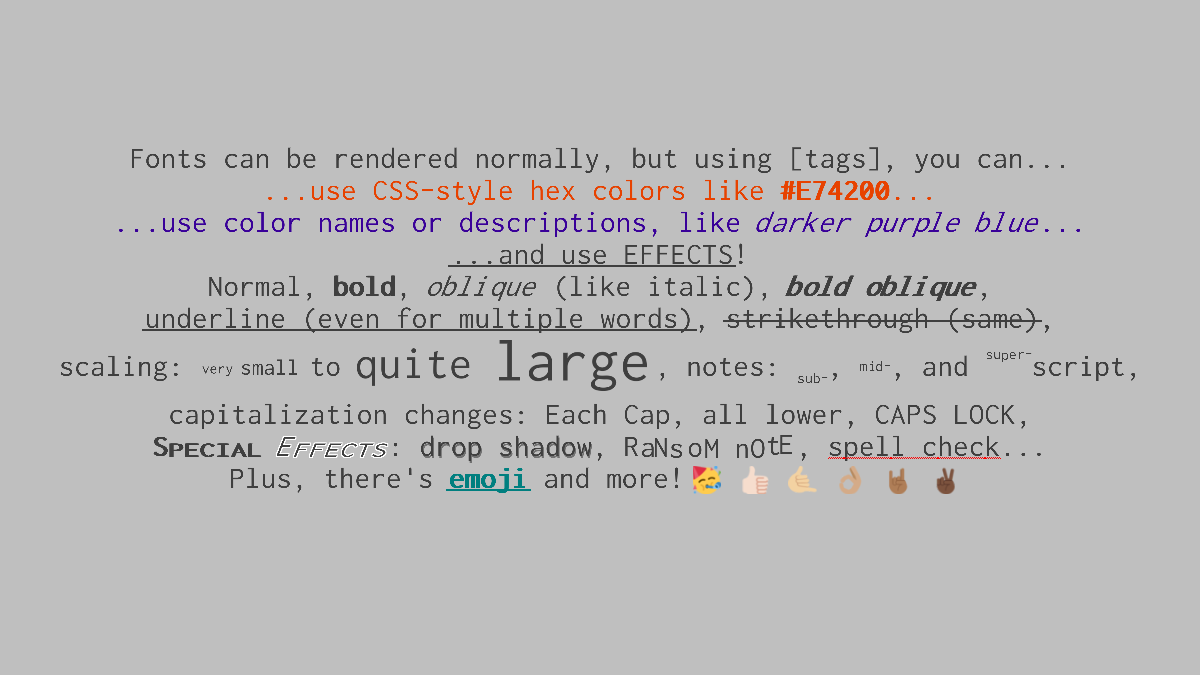 Fonts can be rendered normally, but using [tags], you can...
...use CSS-style hex colors like #E74200...
...use color names or descriptions, like darker purple blue...
...and use EFFECTS!
Normal, bold, oblique (like italic), bold oblique,
underline (even for multiple words), strikethrough (same),
scaling: very small to quite large, notes: sub-, mid-, and super-script,
capitalization changes: Each Cap, all lower, CAPS LOCK,
Special Effects: drop shadow, RaNsoM nOtE, spell check...
Plus, there's emoji and more! 🥳 👍🏻 🤙🏼 👌🏽 🤘🏾 ✌🏿